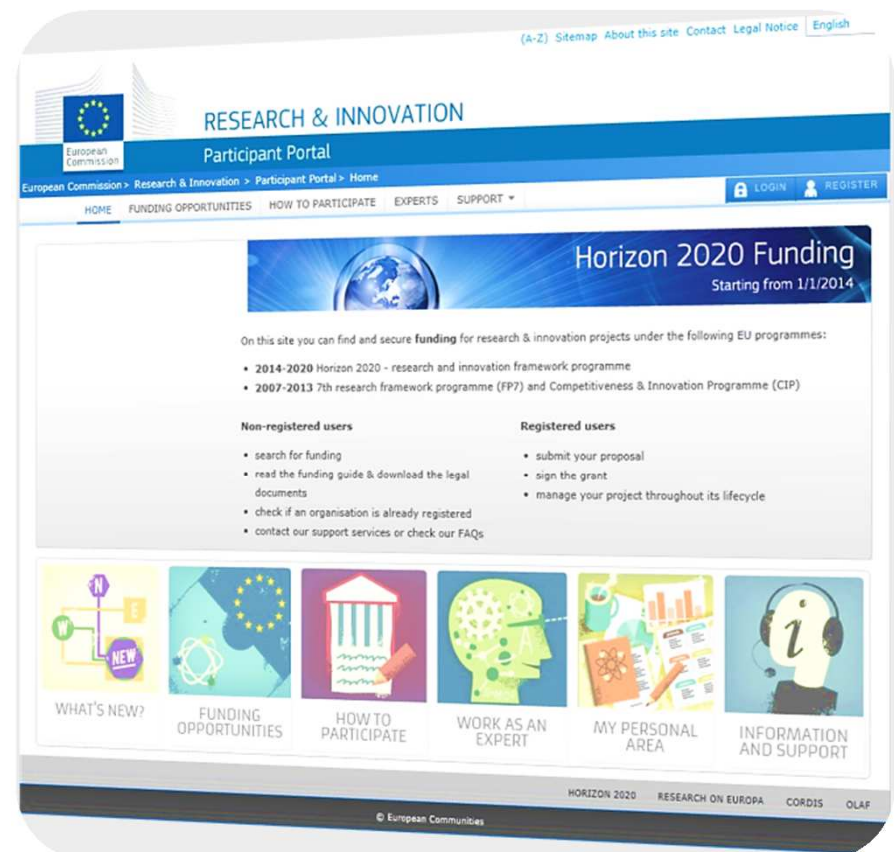 (A-Z) Sitemap About this site Contact Legal Notice English
European
Commission
RESEARCH & INNOVATION
Participant Portal
European Commission > Research & Innovation > Participant Portal > Home
LOGIN REGISTER
HOME FUNDING OPPORTUNITIES HOW TO PARTICIPATE EXPERTS SUPPORT
Horizon 2020 Funding
Starting from 1/1/2014
On this site you can find and secure funding for research & innovation projects under the following EU programmes:
• 2014-2020 Horizon 2020 - research and innovation framework programme
• 2007-2013 7th research framework programme (FP7) and Competitiveness & Innovation Programme (CIP)
Non-registered users
• search for funding
• read the funding guide & download the legal
documents
• check if an organisation is already registered
• contact our support services or check our FAQs
Registered users
• submit your proposal
• sign the grant
• manage your project throughout its lifecycle
N
E
W
NEW
A
i
WHAT'S NEW?
FUNDING
OPPORTUNITIES
HOW TO
PARTICIPATE
WORK AS AN
EXPERT
MY PERSONAL
AREA
INFORMATION
AND SUPPORT
HORIZON 2020 RESEARCH ON EUROPA CORDIS OLAF
© European Communities